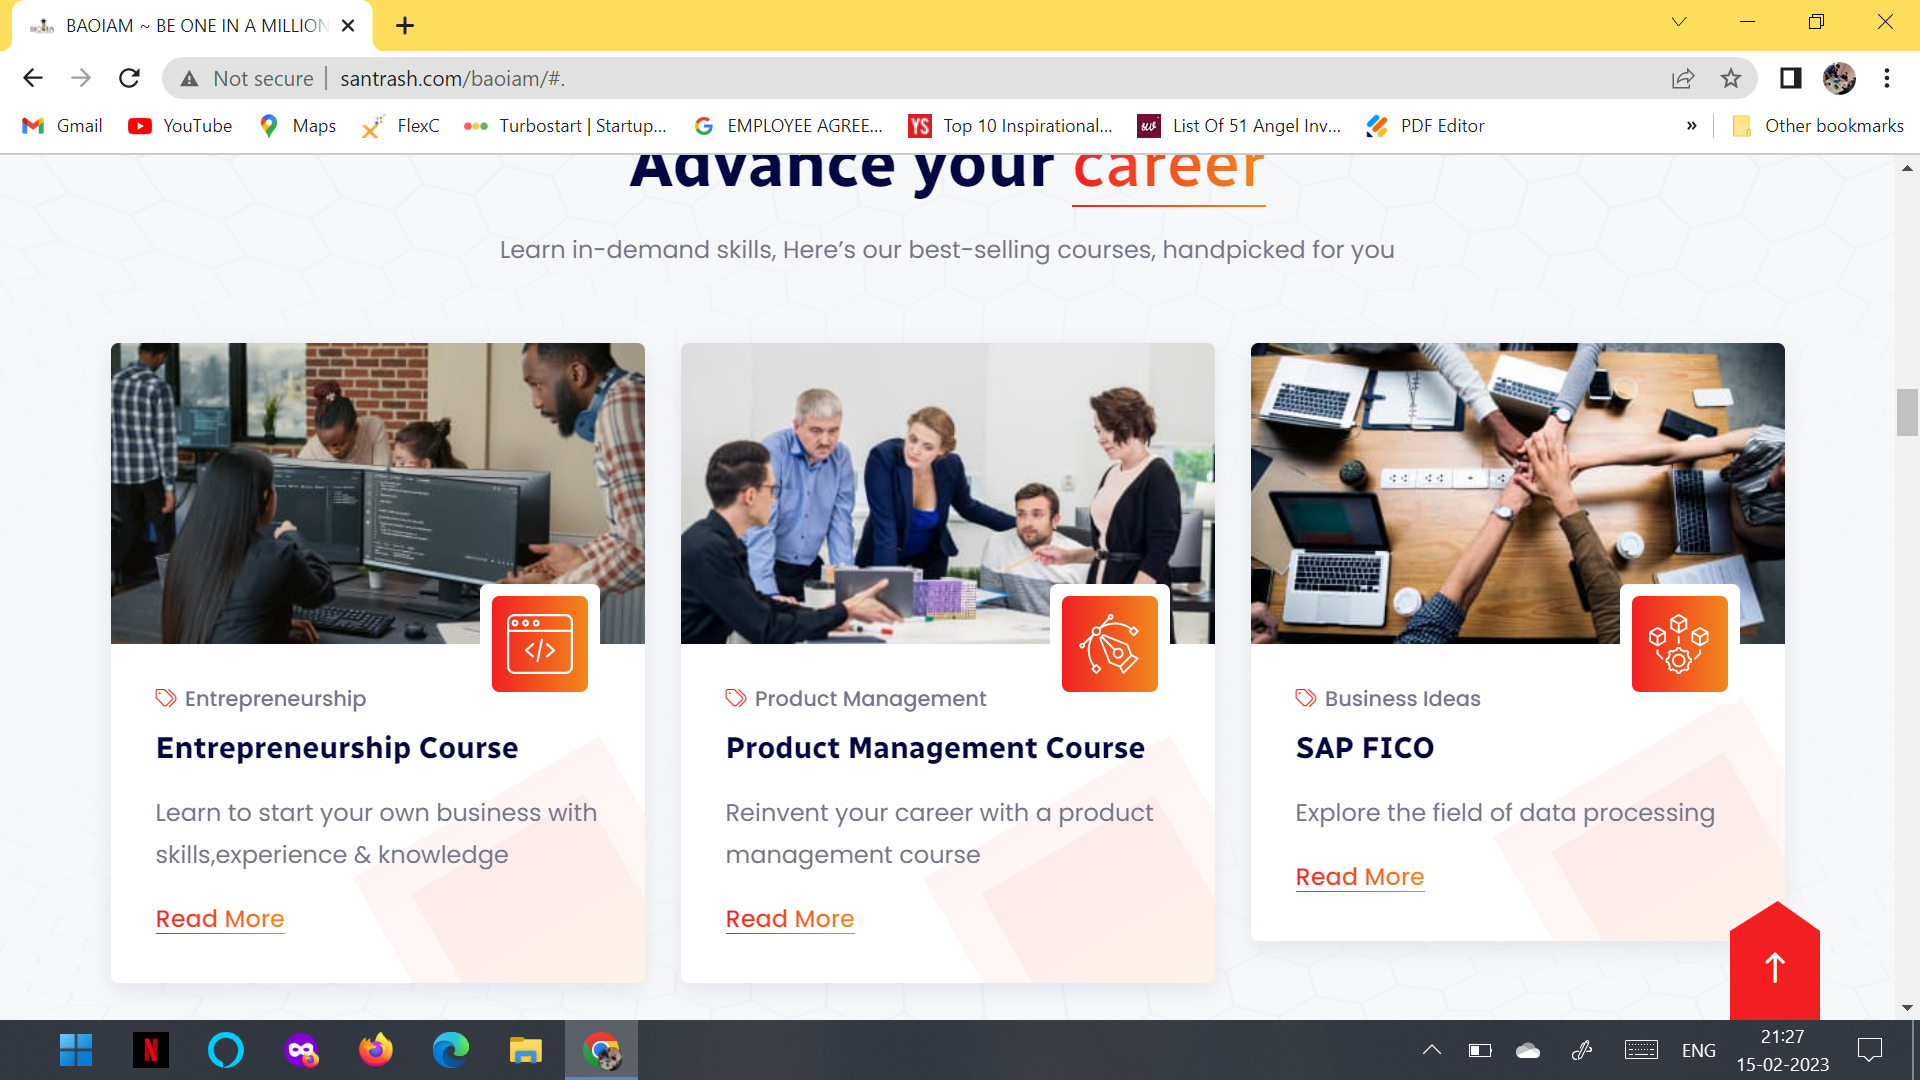 BAOIAM ~ BE ONE IN A MILLION
Not secure santrash.com/baoiam/#.
Gmail YouTube Maps FlexC Turbostart | Startup... EMPLOYEE AGREE... Top 10 Inspirational... List Of 51 Angel Inv... PDF Editor » Other bookmarks
Advance your career
Learn in-demand skills, Here’s our best-selling courses, handpicked for you
Entrepreneurship
Entrepreneurship Course
Learn to start your own business with
skills,experience & knowledge
Read More
Product Management
Product Management Course
Reinvent your career with a product
management course
Read More
Business Ideas
SAP FICO
Explore the field of data processing
Read More
ENG
21:27
15-02-2023